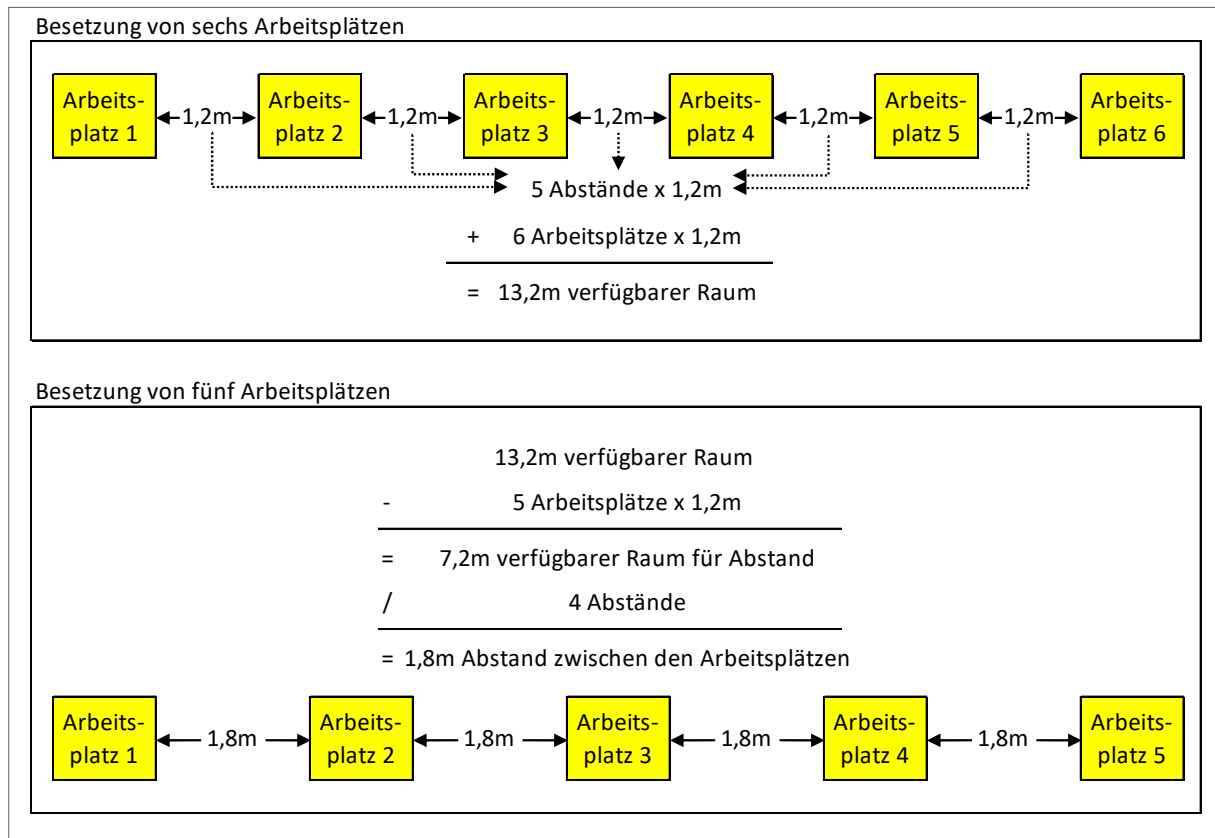 Besetzung von sechs Arbeitsplätzen
Arbeits- Arbeits- Arbeits- Arbeits- Arbeits- Arbeits-
1,2m 1,2m 1,2m 1,2m 1,2m
platz 1 platz 2 platz 3 platz 4 platz 5 platz 6
5 Abstände x 1,2m
+ 6 Arbeitsplätze x 1,2m
= 13,2m verfügbarer Raum
Besetzung von fünf Arbeitsplätzen
13,2m verfügbarer Raum
- 5 Arbeitsplätze x 1,2m
= 7,2m verfügbarer Raum für Abstand
/ 4 Abstände
= 1,8m Abstand zwischen den Arbeitsplätzen
Arbeits- Arbeits- Arbeits- Arbeits- Arbeits-
1,8m 1,8m 1,8m 1,8m
platz 1 platz 2 platz 3 platz 4 platz 5